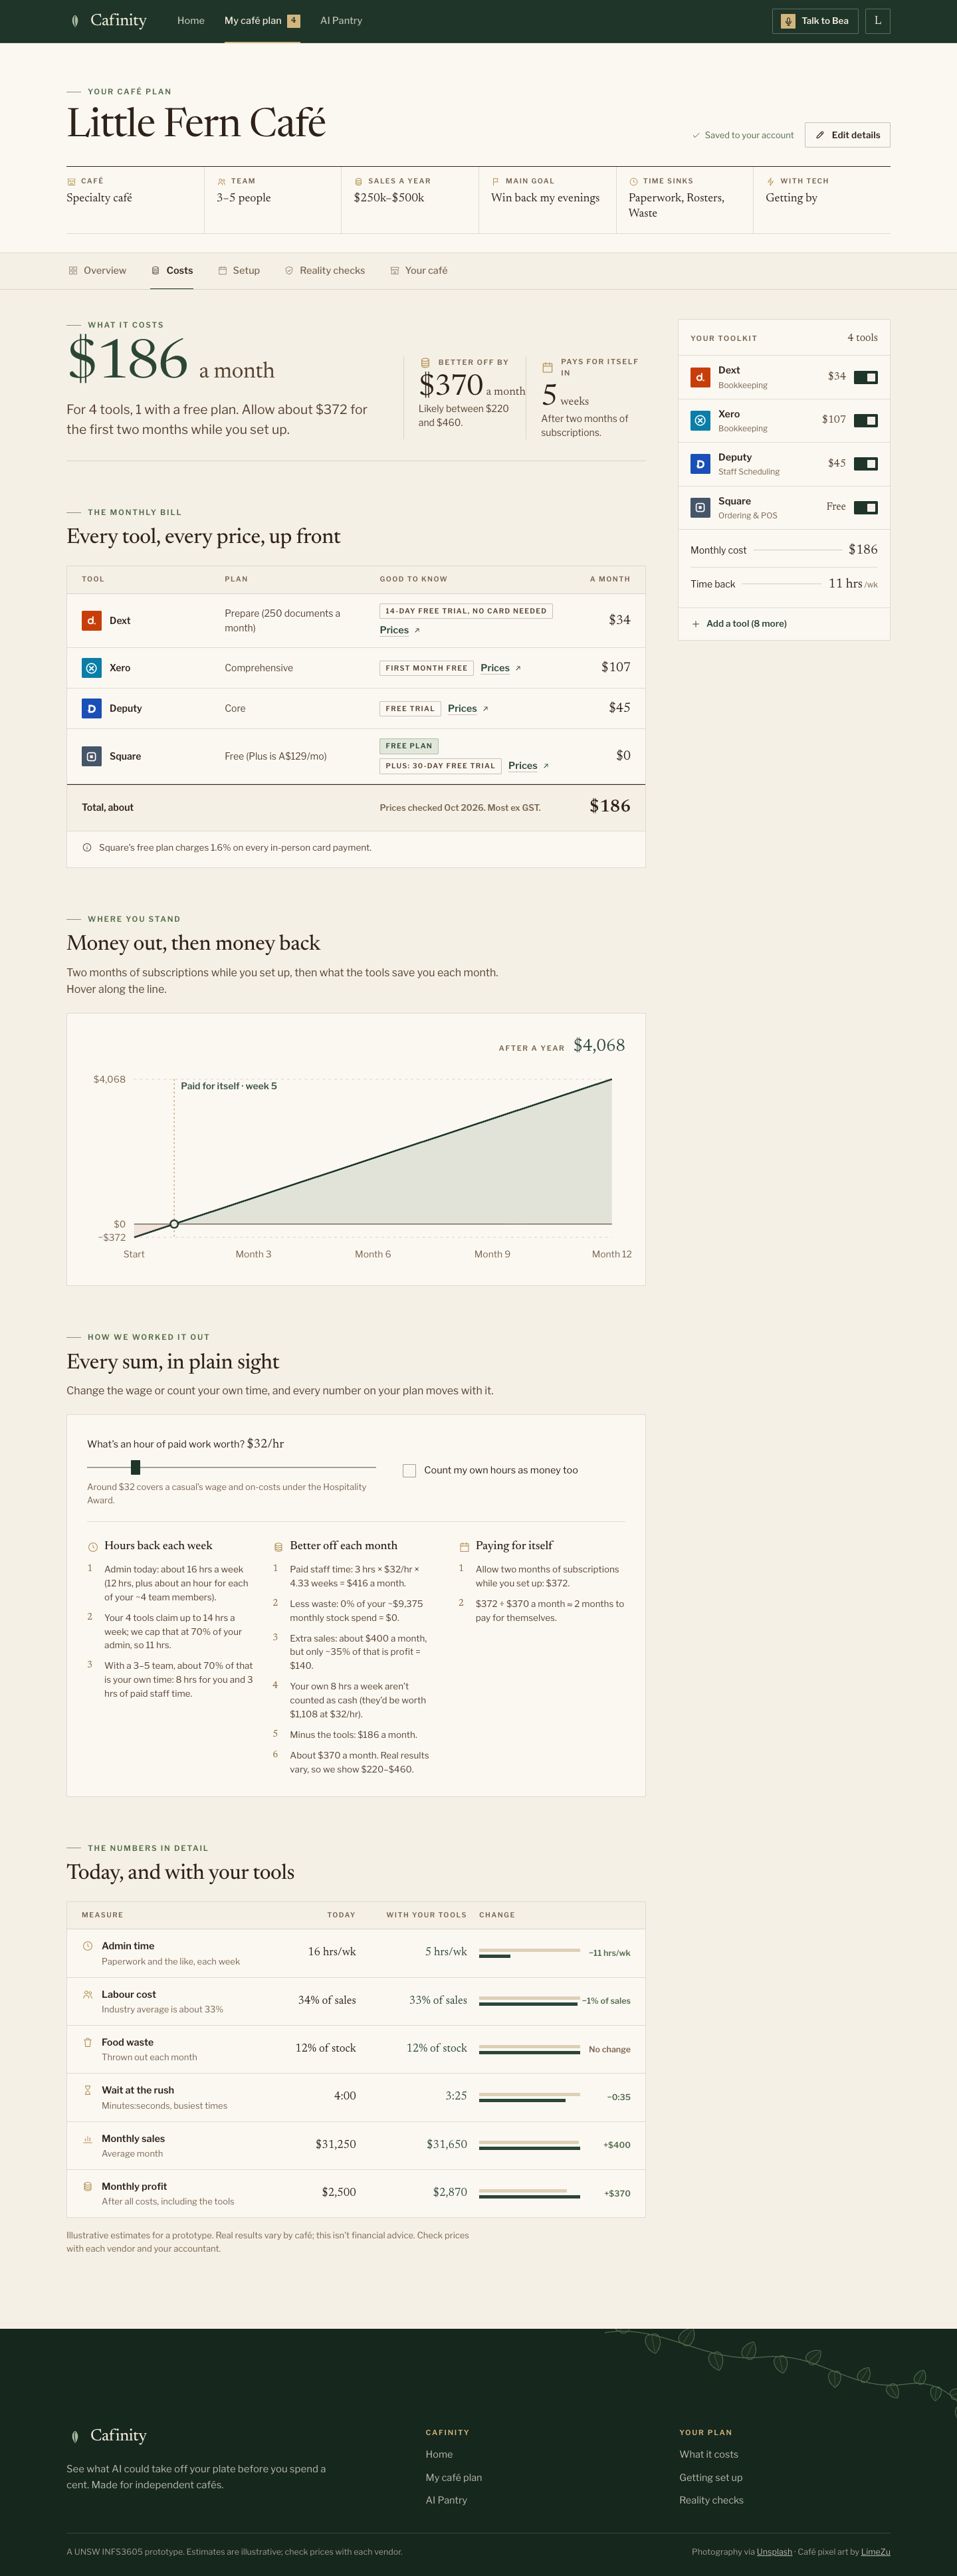 Cafinity
Home
My café plan 4
AI Pantry
Talk to Bea
L
YOUR CAFÉ PLAN
Little Fern Café
Saved to your account
Edit details
CAFÉ
Specialty café
TEAM
3–5 people
SALES A YEAR
$250k–$500k
MAIN GOAL
Win back my evenings
TIME SINKS
Paperwork, Rosters,
Waste
WITH TECH
Getting by
Overview
Costs
Setup
Reality checks
Your café
WHAT IT COSTS
$186 a month
For 4 tools, 1 with a free plan. Allow about $372 for
the first two months while you set up.
BETTER OFF BY
$370 a month
Likely between $220
and $460.
PAYS FOR ITSELF
IN
5 weeks
After two months of
subscriptions.
YOUR TOOLKIT
4 tools
d.
Dext
Bookkeeping
$34
Xero
Bookkeeping
$107
D
Deputy
Staff Scheduling
$45
Square
Ordering & POS
Free
Monthly cost
$186
Time back
11 hrs /wk
Add a tool (8 more)
THE MONTHLY BILL
Every tool, every price, up front
TOOL
PLAN
GOOD TO KNOW
A MONTH
d.
Dext
Prepare (250 documents a
month)
14-DAY FREE TRIAL, NO CARD NEEDED
Prices ↗
$34
Xero
Comprehensive
FIRST MONTH FREE
Prices ↗
$107
D
Deputy
Core
FREE TRIAL
Prices ↗
$45
Square
Free (Plus is A$129/mo)
FREE PLAN
PLUS: 30-DAY FREE TRIAL
Prices ↗
$0
Total, about
Prices checked Oct 2026. Most ex GST.
$186
Square's free plan charges 1.6% on every in-person card payment.
WHERE YOU STAND
Money out, then money back
Two months of subscriptions while you set up, then what the tools save you each month.
Hover along the line.
AFTER A YEAR $4,068
$4,068
Paid for itself · week 5
$0
−$372
Start
Month 3
Month 6
Month 9
Month 12
HOW WE WORKED IT OUT
Every sum, in plain sight
Change the wage or count your own time, and every number on your plan moves with it.
What's an hour of paid work worth? $32/hr
Around $32 covers a casual's wage and on-costs under the Hospitality
Award.
Count my own hours as money too
Hours back each week
1 Admin today: about 16 hrs a week
(12 hrs, plus about an hour for each
of your ~4 team members).
2 Your 4 tools claim up to 14 hrs a
week; we cap that at 70% of your
admin, so 11 hrs.
3 With a 3–5 team, about 70% of that
is your own time: 8 hrs for you and 3
hrs of paid staff time.
Better off each month
1 Paid staff time: 3 hrs × $32/hr ×
4.33 weeks = $416 a month.
2 Less waste: 0% of your ~$9,375
monthly stock spend = $0.
3 Extra sales: about $400 a month,
but only ~35% of that is profit =
$140.
4 Your own 8 hrs a week aren't
counted as cash (they'd be worth
$1,108 at $32/hr).
5 Minus the tools: $186 a month.
6 About $370 a month. Real results
vary, so we show $220–$460.
Paying for itself
1 Allow two months of subscriptions
while you set up: $372.
2 $372 ÷ $370 a month ≈ 2 months to
pay for themselves.
THE NUMBERS IN DETAIL
Today, and with your tools
MEASURE
TODAY
WITH YOUR TOOLS
CHANGE
Admin time
Paperwork and the like, each week
16 hrs/wk
5 hrs/wk
−11 hrs/wk
Labour cost
Industry average is about 33%
34% of sales
33% of sales
−1% of sales
Food waste
Thrown out each month
12% of stock
12% of stock
No change
Wait at the rush
Minutes:seconds, busiest times
4:00
3:25
−0:35
Monthly sales
Average month
$31,250
$31,650
+$400
Monthly profit
After all costs, including the tools
$2,500
$2,870
+$370
Illustrative estimates for a prototype. Real results vary by café; this isn't financial advice. Check prices
with each vendor and your accountant.
Cafinity
See what AI could take off your plate before you spend a
cent. Made for independent cafés.
CAFINITY
Home
My café plan
AI Pantry
YOUR PLAN
What it costs
Getting set up
Reality checks
A UNSW INFS3605 prototype. Estimates are illustrative; check prices with each vendor.
Photography via Unsplash · Café pixel art by LimeZu